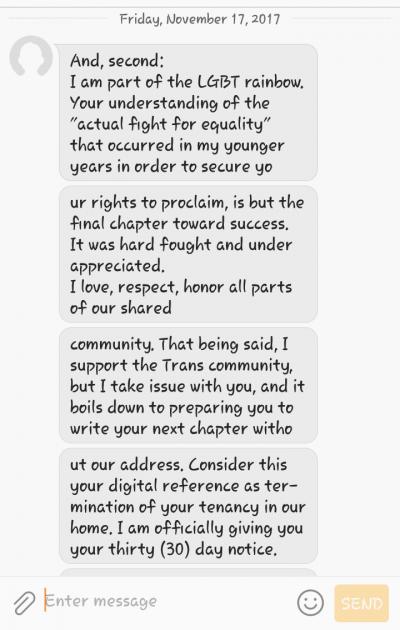 Friday, November 17, 2017
And, second:
I am part of the LGBT rainbow.
Your understanding of the
"actual fight for equality"
that occurred in my younger
years in order to secure yo
ur rights to proclaim, is but the
final chapter toward success.
It was hard fought and under
appreciated.
I love, respect, honor all parts
of our shared
community. That being said, I
support the Trans community,
but I take issue with you, and it
boils down to preparing you to
write your next chapter witho
ut our address. Consider this
your digital reference as ter-
mination of your tenancy in our
home. I am officially giving you
your thirty (30) day notice.
Enter message
SEND